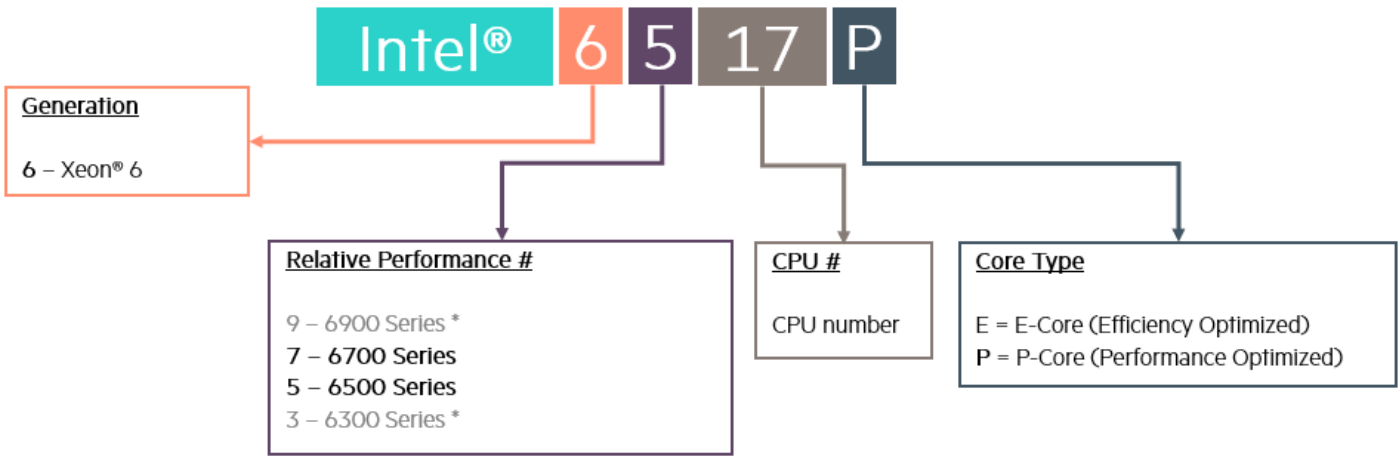 Intel® 6 5 17 P
Generation
6 – Xeon® 6
Relative Performance #
9 – 6900 Series *
7 – 6700 Series
5 – 6500 Series
3 – 6300 Series *
CPU #
CPU number
Core Type
E = E-Core (Efficiency Optimized)
P = P-Core (Performance Optimized)